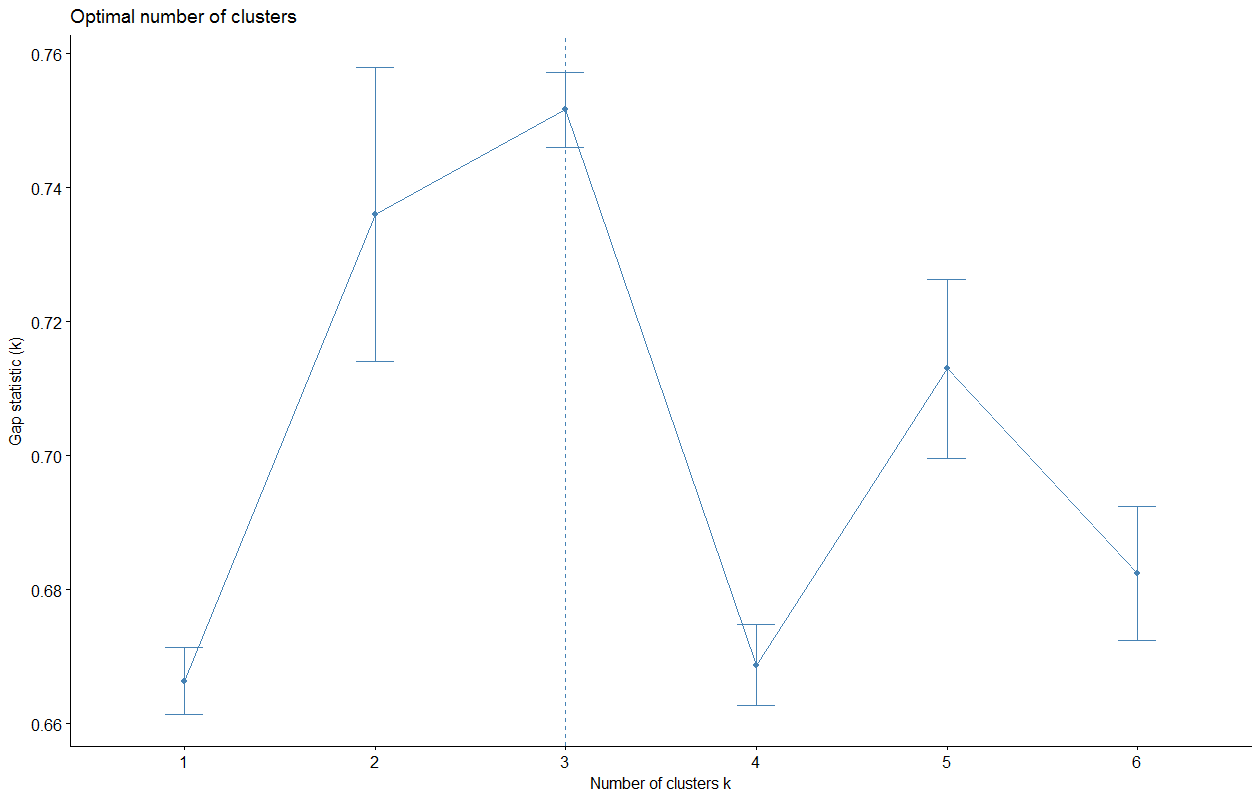 Optimal number of clusters
0.76
0.74
0.72
0.70
0.68
0.66
Gap statistic (k)
1 2 3 4 5 6
Number of clusters k